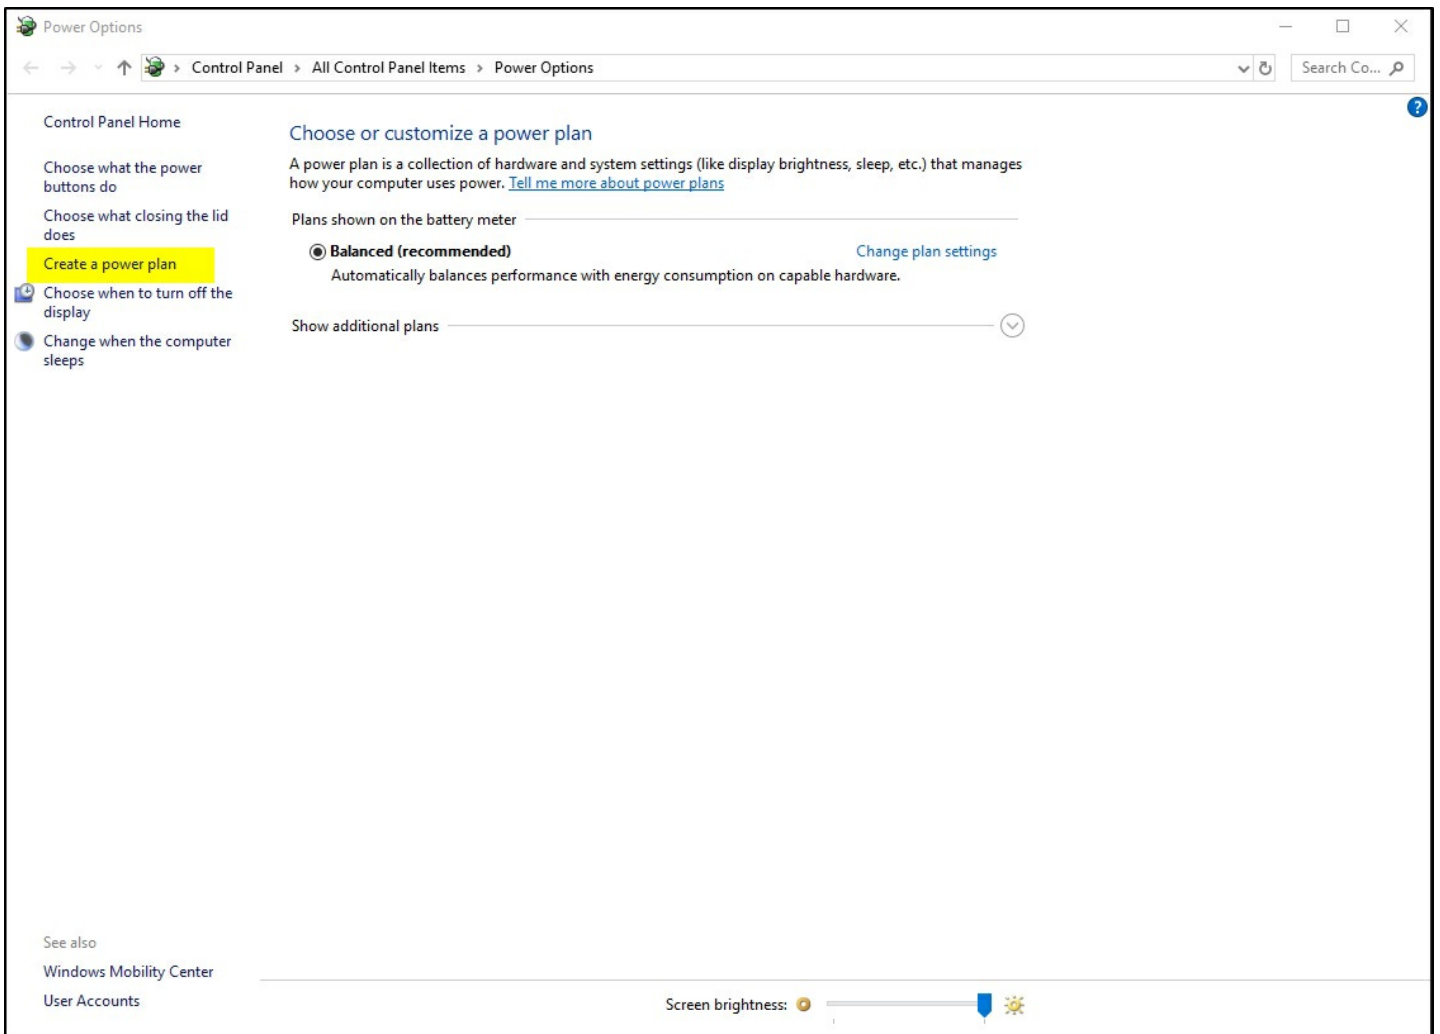 Power Options
Control Panel > All Control Panel Items > Power Options
Search Co...
?
Control Panel Home
Choose what the power
buttons do
Choose what closing the lid
does
Create a power plan
Choose when to turn off the
display
Change when the computer
sleeps
Choose or customize a power plan
A power plan is a collection of hardware and system settings (like display brightness, sleep, etc.) that manages
how your computer uses power. Tell me more about power plans
Plans shown on the battery meter
Balanced (recommended)
Change plan settings
Automatically balances performance with energy consumption on capable hardware.
Show additional plans
See also
Windows Mobility Center
User Accounts
Screen brightness: